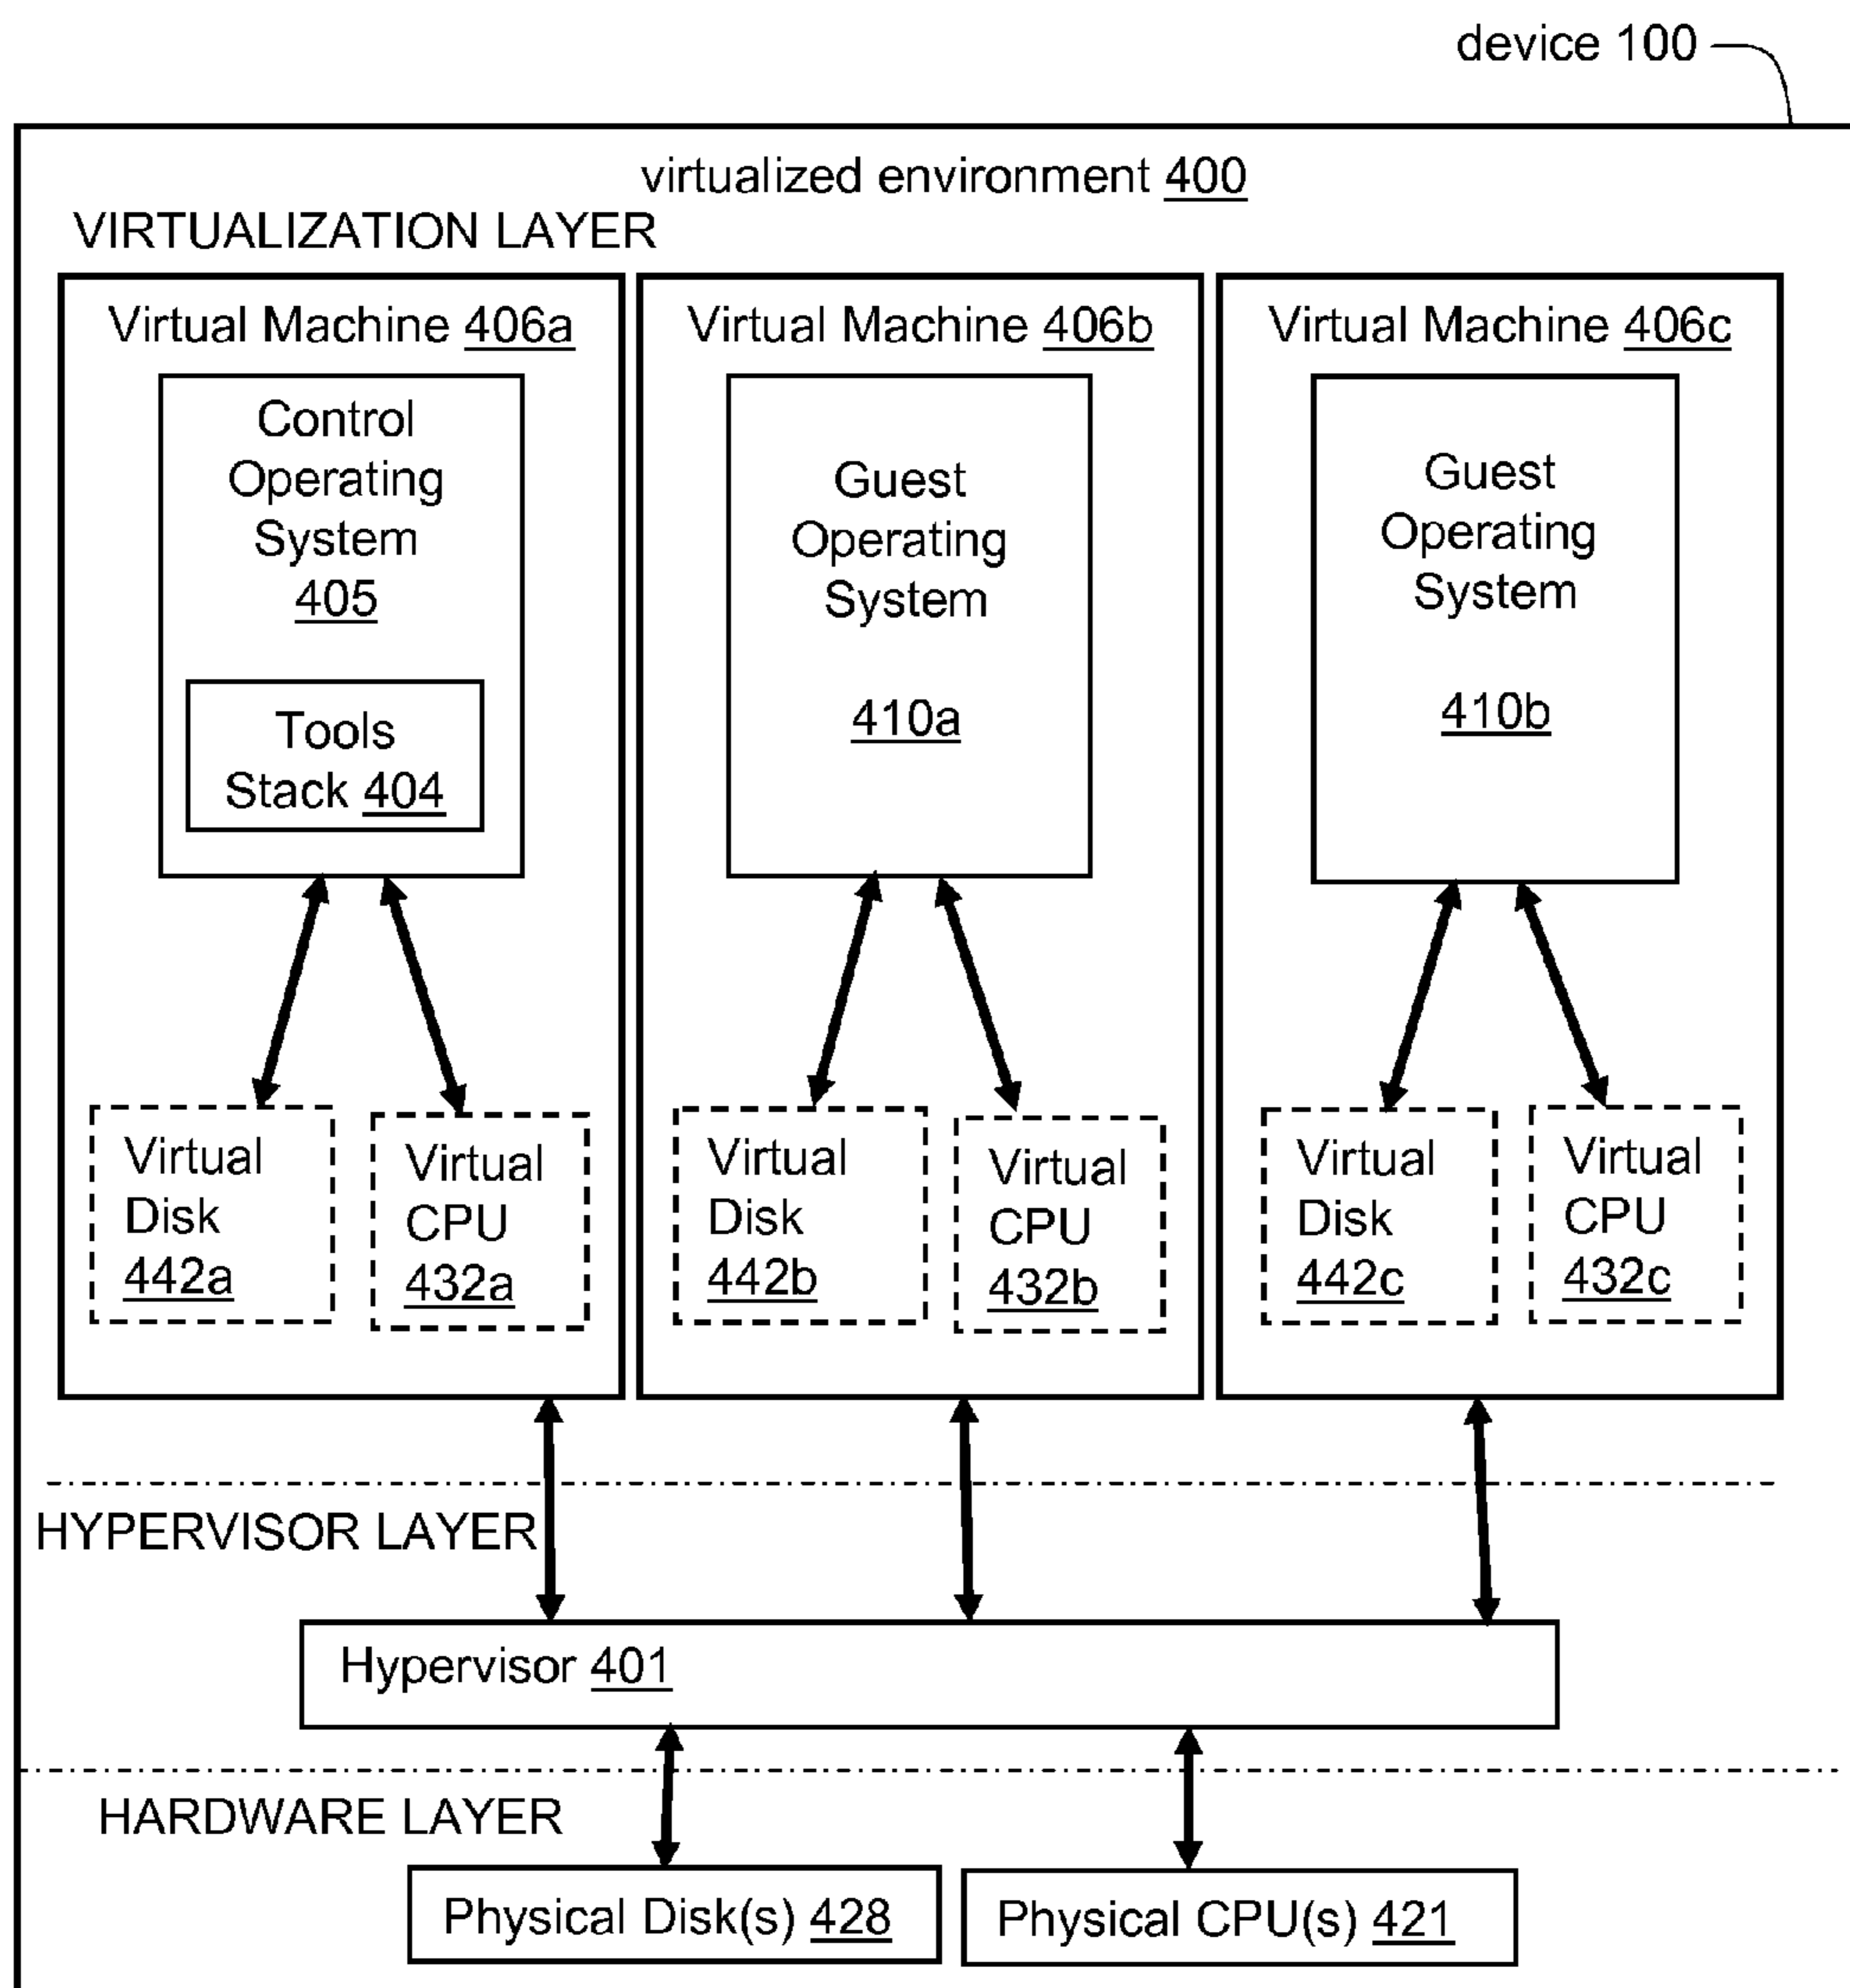 device 100
virtualized environment 400
VIRTUALIZATION LAYER
Virtual Machine 406a
Control
Operating
System
405
Tools
Stack 404
Virtual
Disk
442a
Virtual
CPU
432a
Virtual Machine 406b
Guest
Operating
System
410a
Virtual
Disk
442b
Virtual
CPU
432b
Virtual Machine 406c
Guest
Operating
System
410b
Virtual
Disk
442c
Virtual
CPU
432c
HYPERVISOR LAYER
Hypervisor 401
HARDWARE LAYER
Physical Disk(s) 428
Physical CPU(s) 421